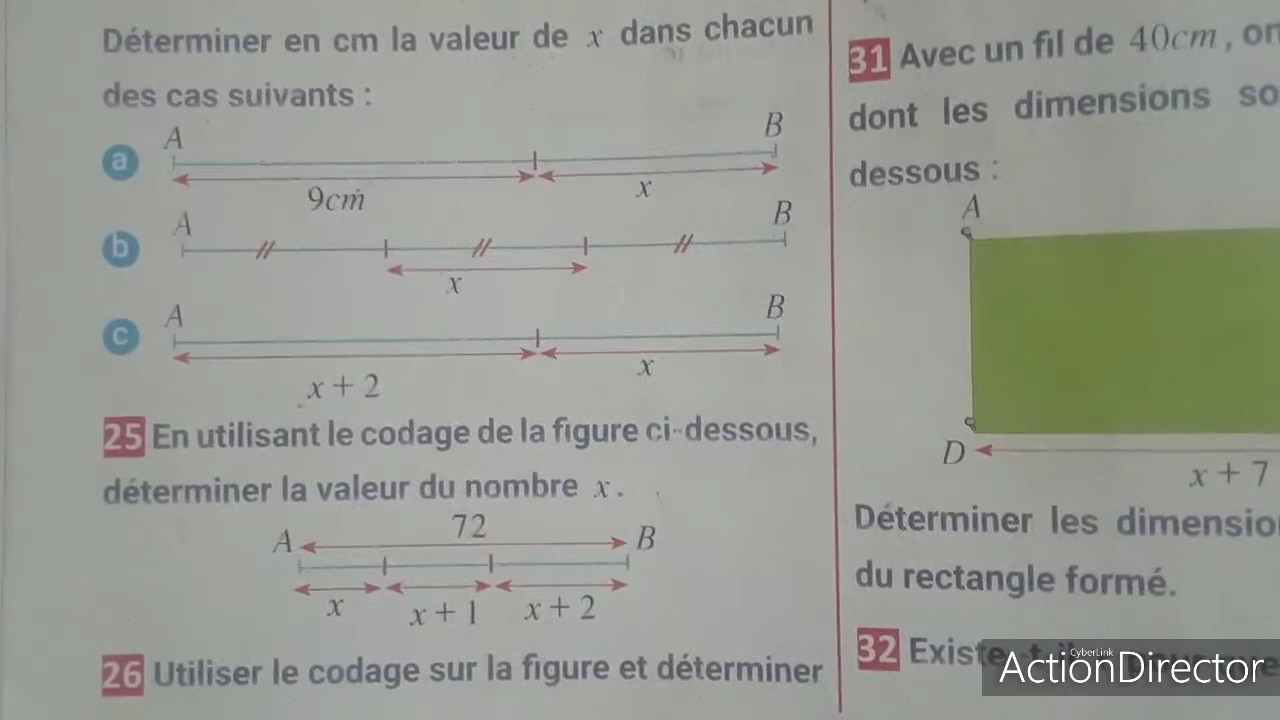 Déterminer en cm la valeur de x dans chacun
des cas suivants :
a
A
B
9cm
x
b
A
B
x
c
A
B
x + 2
x
25 En utilisant le codage de la figure ci-dessous,
déterminer la valeur du nombre x.
72
A
B
x
x + 1
x + 2
26 Utiliser le codage sur la figure et déterminer
31 Avec un fil de 40cm, on
dont les dimensions so
dessous :
A
D
x + 7
Déterminer les dimensio
du rectangle formé.
32 Existe
CyberLink
ActionDirector